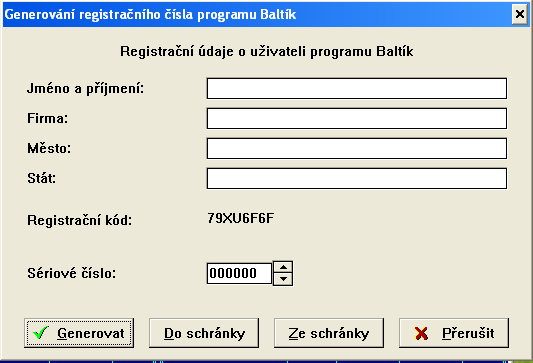 Generování registračního čísla programu Baltík
Registrační údaje o uživateli programu Baltík
Jméno a příjmení:
Firma:
Město:
Stát:
Registrační kód: 79XU6F6F
Sériové číslo: 000000
Generovat Do schránky Ze schránky Přerušit